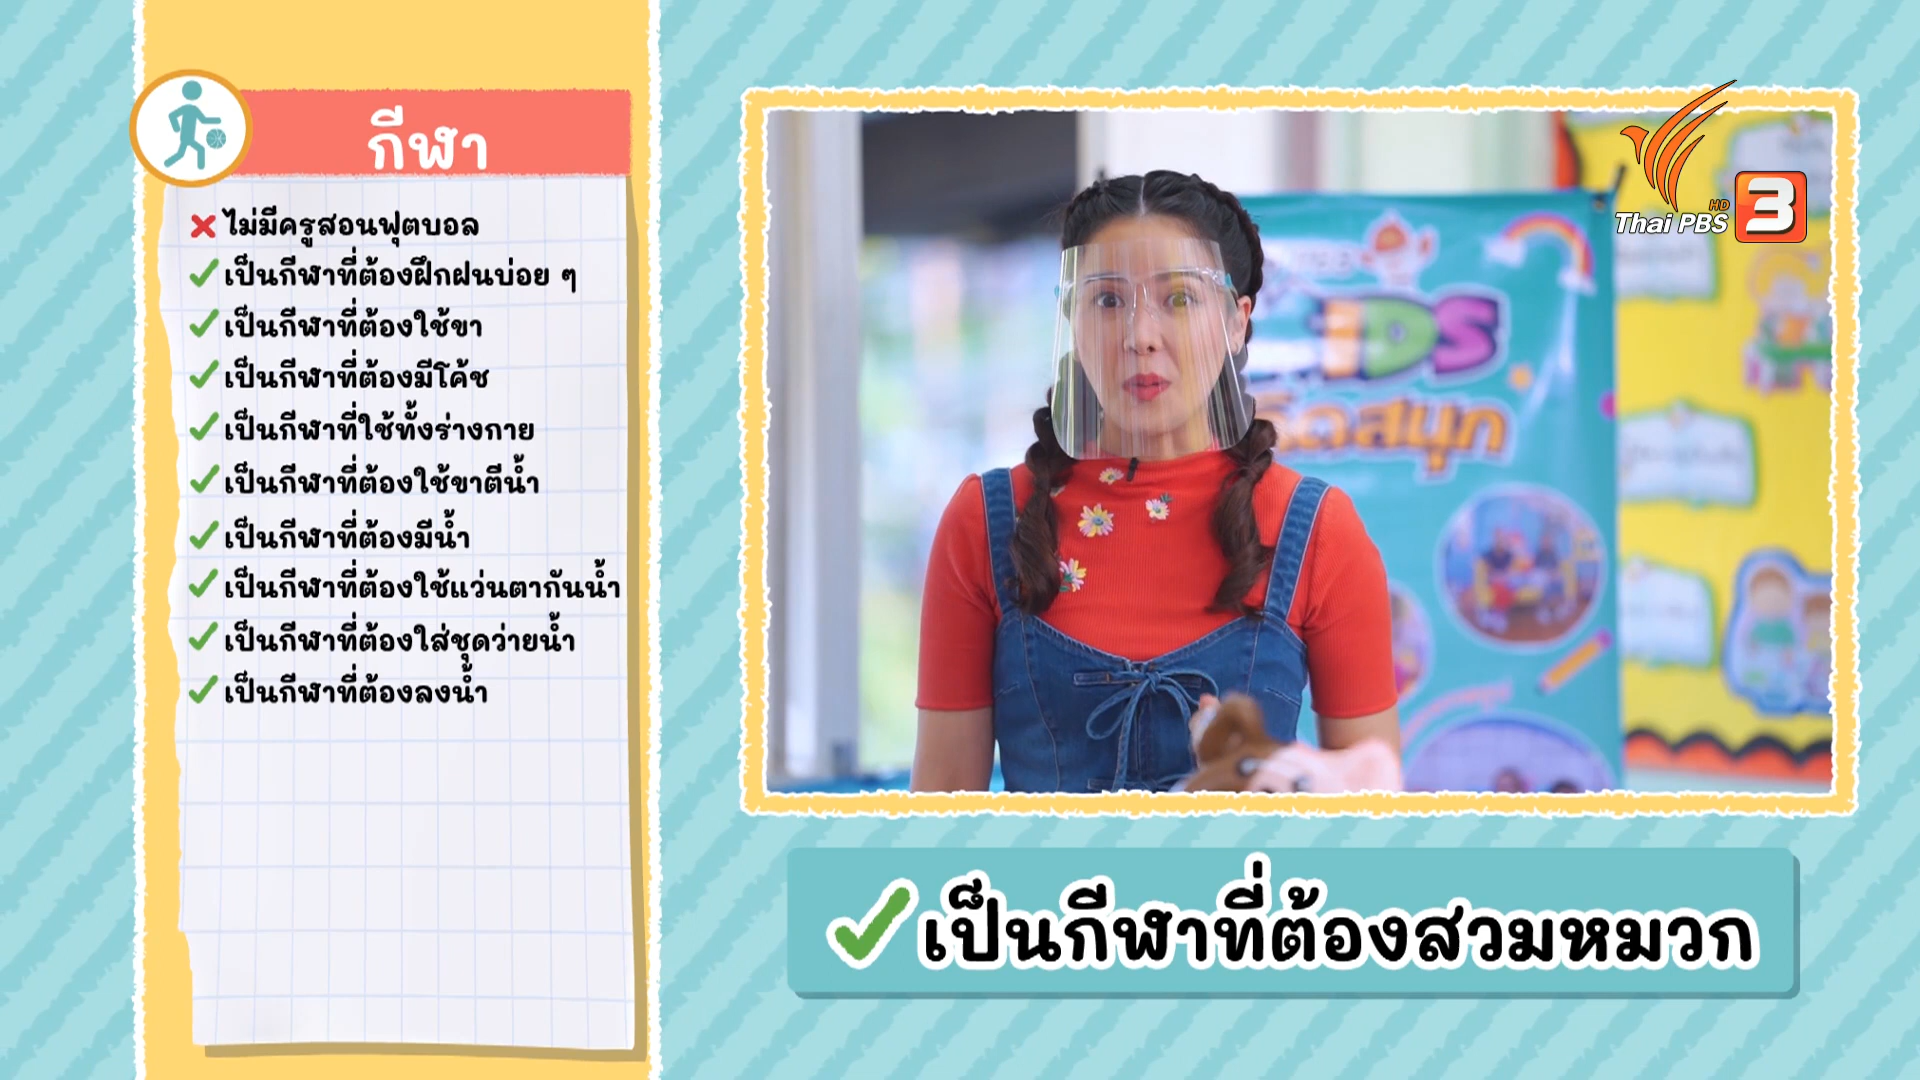 กีฬา
ไม่มีครูสอนฟุตบอล
เป็นกีฬาที่ต้องฝึกฝนบ่อย ๆ
เป็นกีฬาที่ต้องใช้ขา
เป็นกีฬาที่ต้องมีโค้ช
เป็นกีฬาที่ใช้ทั้งร่างกาย
เป็นกีฬาที่ต้องใช้ขาตีน้ำ
เป็นกีฬาที่ต้องมีน้ำ
เป็นกีฬาที่ต้องใช้แว่นตากันน้ำ
เป็นกีฬาที่ต้องใส่ชุดว่ายน้ำ
เป็นกีฬาที่ต้องลงน้ำ
Thai PBS HD 3
KIDS
สนุก
เป็นกีฬาที่ต้องสวมหมวก